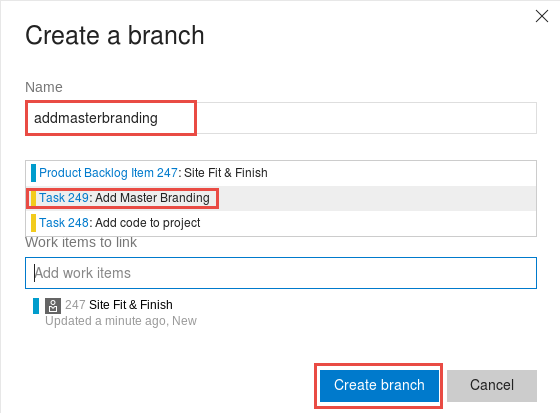 Create a branch
Name
addmasterbranding
Product Backlog Item 247: Site Fit & Finish
Task 249: Add Master Branding
Task 248: Add code to project
Work items to link
Add work items
247 Site Fit & Finish
Updated a minute ago, New
Create branch Cancel